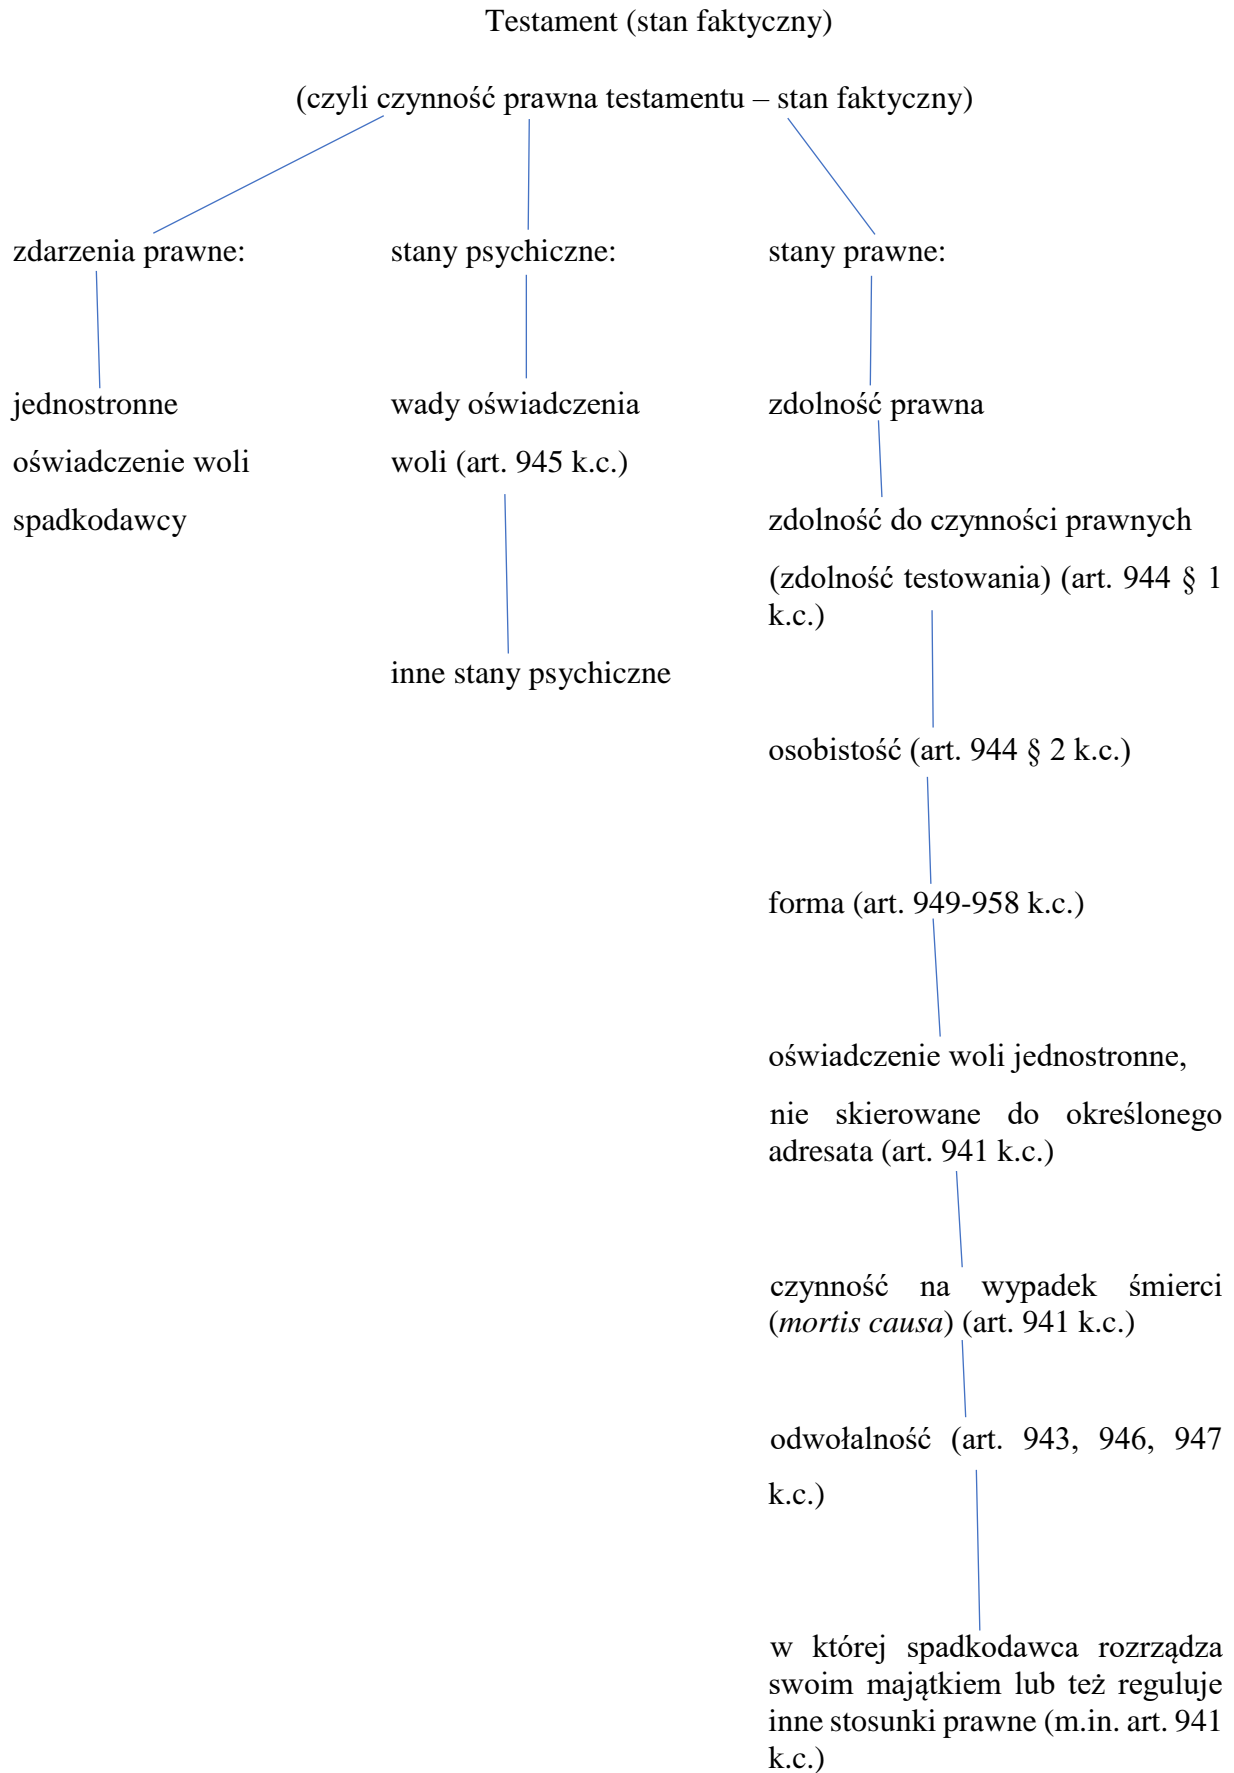 Testament (stan faktyczny)
(czyli czynność prawna testamentu – stan faktyczny)
zdarzenia prawne:
stany psychiczne:
stany prawne:
jednostronne
oświadczenie woli
spadkodawcy
wady oświadczenia
woli (art. 945 k.c.)
inne stany psychiczne
zdolność prawna
zdolność do czynności prawnych
(zdolność testowania) (art. 944 § 1
k.c.)
osobistość (art. 944 § 2 k.c.)
forma (art. 949-958 k.c.)
oświadczenie woli jednostronne,
nie skierowane do określonego
adresata (art. 941 k.c.)
czynność na wypadek śmierci
(mortis causa) (art. 941 k.c.)
odwołalność (art. 943, 946, 947
k.c.)
w której spadkodawca rozrządza
swoim majątkiem lub też reguluje
inne stosunki prawne (m.in. art. 941
k.c.)